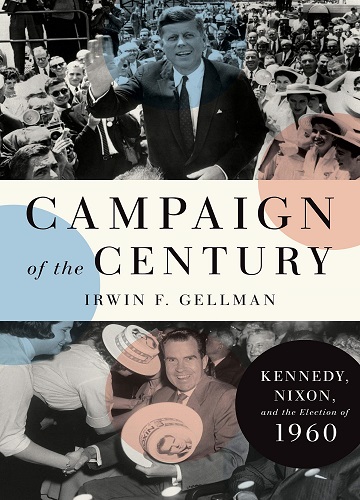 CAMPAIGN
of the CENTURY
IRWIN F. GELLMAN
KENNEDY,
NIXON,
and the Election of
1960